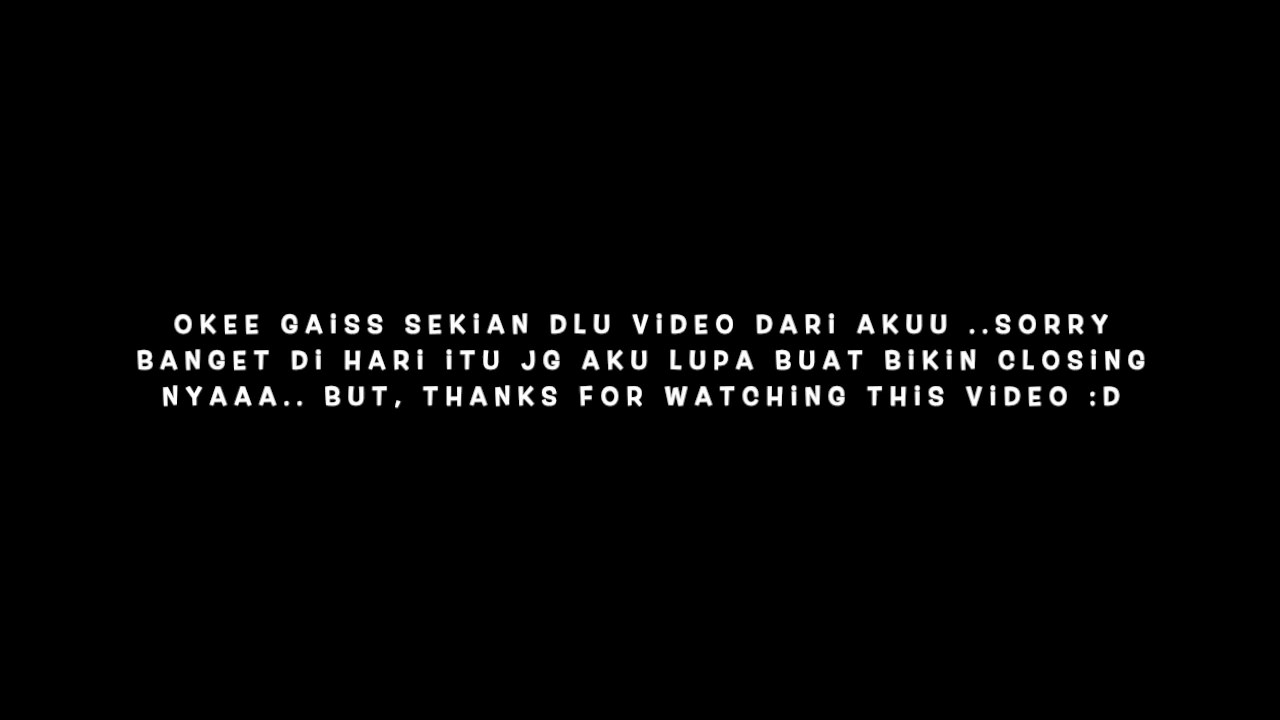 OKEE GAiSS SEKiAN DLU ViDEO DARi AKUU ..SORRY
BANGET Di HARi iTU JG AKU LUPA BUAT BiKiN CLOSiNG
NYAAA.. BUT, THANKS FOR WATCHiNG THiS ViDEO :D